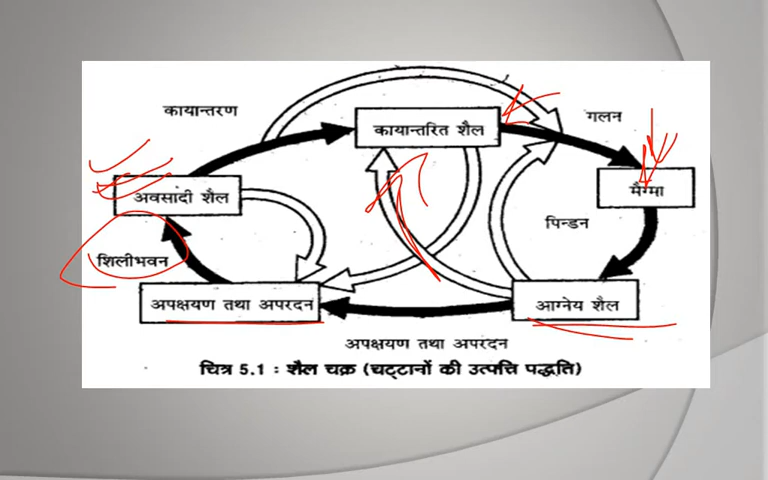 कायान्तरण
कायान्तरित शैल
गलन
अवसादी शैल
मैग्मा
पिन्डन
शिलीभवन
अपक्षयण तथा अपरदन
आग्नेय शैल
अपक्षयण तथा अपरदन
चित्र 5.1 : शैल चक्र (चट्टानों की उत्पत्ति पद्धति)